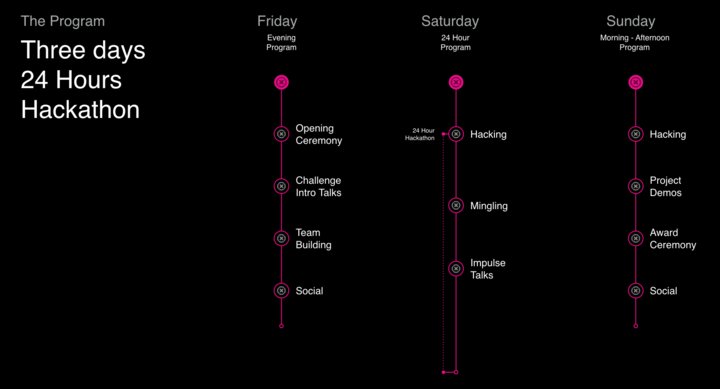 The Program
Three days
24 Hours
Hackathon
Friday
Evening
Program
Opening
Ceremony
Challenge
Intro Talks
Team
Building
Social
Saturday
24 Hour
Program
24 Hour
Hackathon
Hacking
Mingling
Impulse
Talks
Sunday
Morning - Afternoon
Program
Hacking
Project
Demos
Award
Ceremony
Social